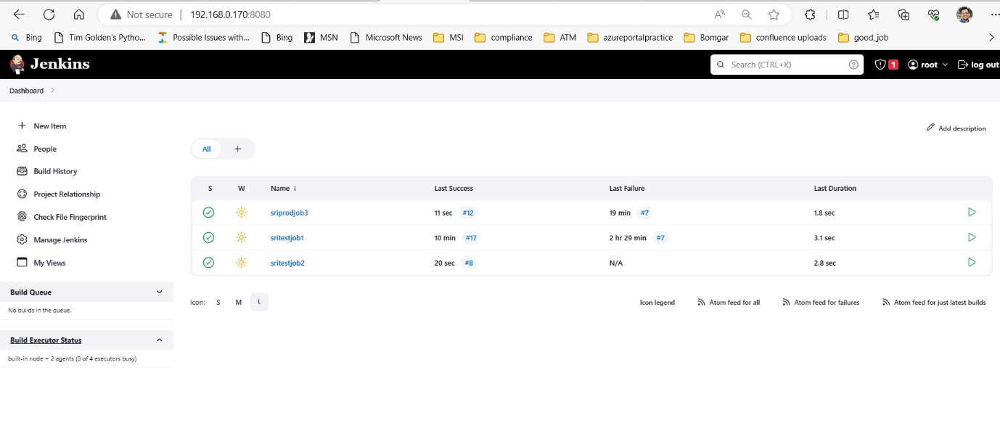 Not secure 192.168.0.170:8080
Bing Tim Golden's Pytho... Possible Issues with... Bing MSN Microsoft News MSI compliance ATM azureportalpractice Bomgar confluence uploads good_job
Jenkins Search (CTRL+K) 1 root log out
Dashboard
New Item
Add description
People
All +
Build History
Project Relationship
Check File Fingerprint
Manage Jenkins
My Views
S W Name ↓ Last Success Last Failure Last Duration
sriprodjob3 11 sec #12 19 min #7 1.8 sec
sritestjob1 10 min #17 2 hr 29 min #7 3.1 sec
sritestjob2 20 sec #8 N/A 2.8 sec
Build Queue
No builds in the queue.
Icon: S M L Icon legend Atom feed for all Atom feed for failures Atom feed for just latest builds
Build Executor Status
built-in node + 2 agents (0 of 4 executors busy)